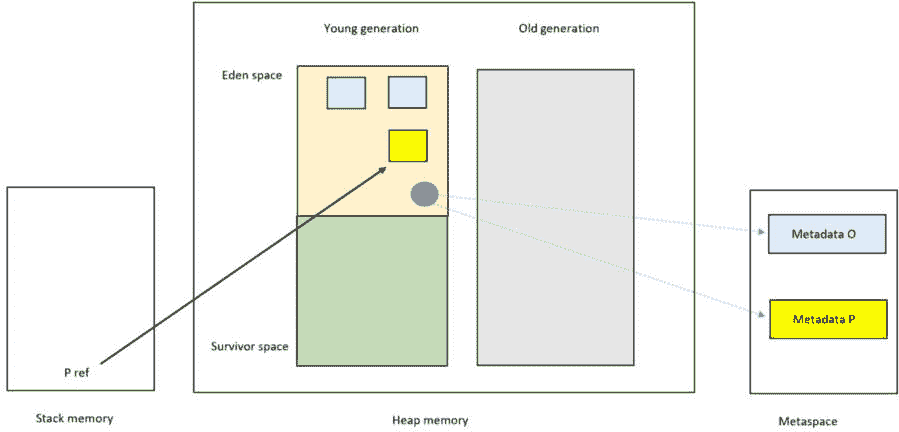 Young generation
Old generation
Eden space
Metadata O
Metadata P
Survivor space
P ref
Stack memory
Heap memory
Metaspace